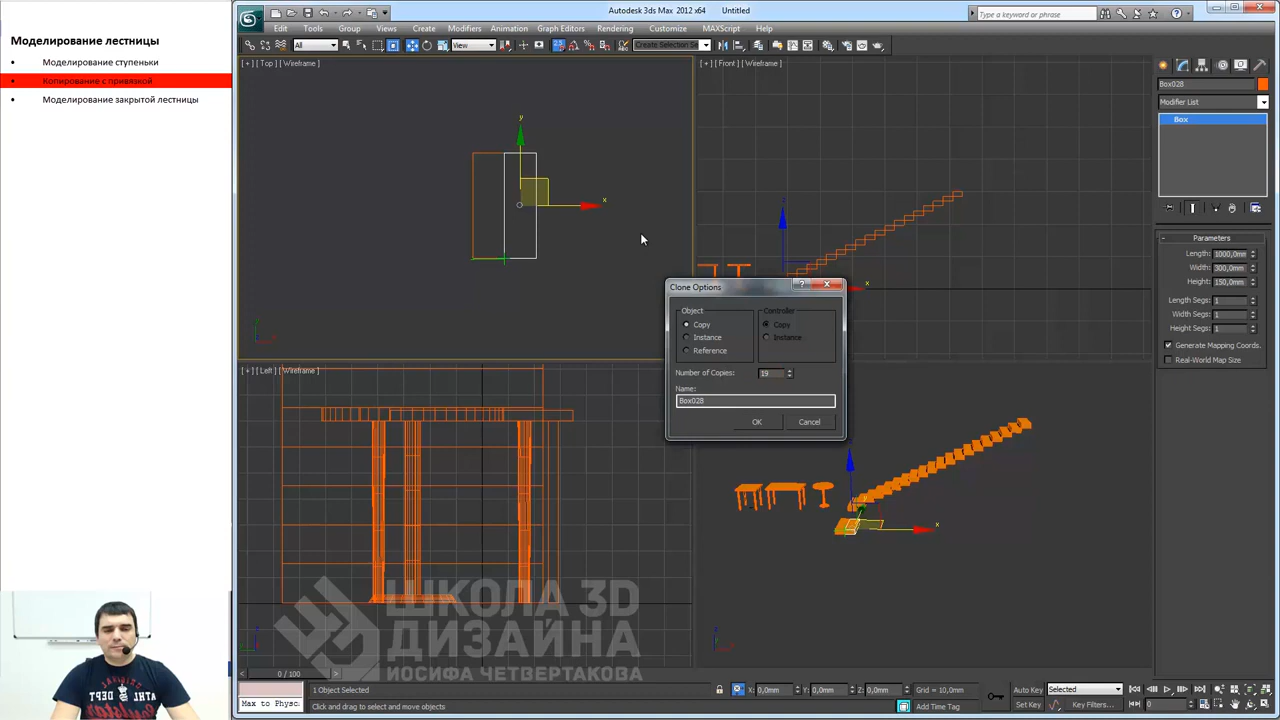 Моделирование лестницы
• Моделирование ступеньки
• Копирование с привязкой
• Моделирование закрытой лестницы
Autodesk 3ds Max 2012 x64 Untitled
Type a keyword or phrase
Edit Tools Group Views Modifiers Animation Graph Editors Rendering Customize MAXScript Help
All View Create Selection Se
[ + ] [ Top ] [ Wireframe ]
[ + ] [ Front ] [ Wireframe ]
y
x
z
x
[ + ] [ Left ] [ Wireframe ]
Box028
Modifier List
Box
Parameters
Length: 1000,0mm
Width: 300,0mm
Height: 150,0mm
Length Segs: 1
Width Segs: 1
Height Segs: 1
Generate Mapping Coords.
Real-World Map Size
Clone Options
Object
Copy
Instance
Reference
Controller
Copy
Instance
Number of Copies: 19
Name:
Box028
OK Cancel
z
y
x
ШКОЛА 3D
ДИЗАЙНА
ИОСИФА ЧЕТВЕРТАКОВА
0 / 100
1 Object Selected
X: 0,0mm Y: 0,0mm Z: 0,0mm Grid = 10,0mm
Auto Key Selected
Max to Physc.
Click and drag to select and move objects
Add Time Tag
Set Key Key Filters... 0